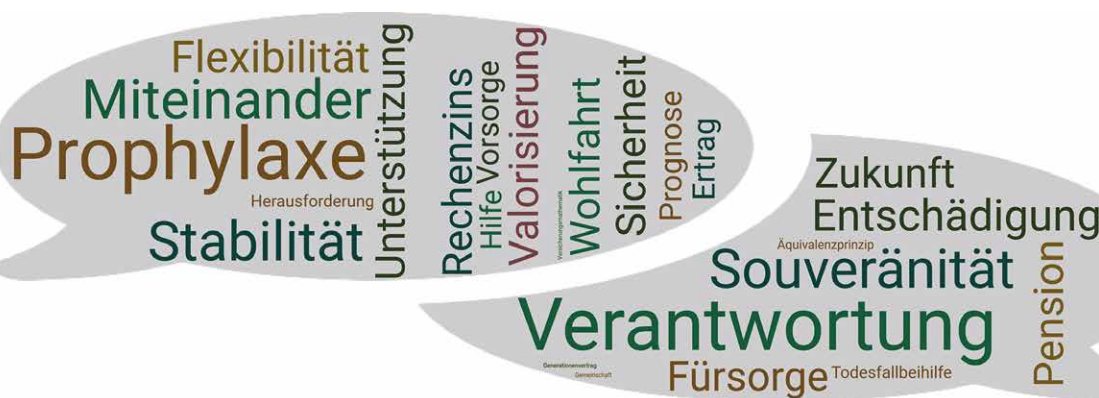 Flexibilität
Miteinander
Prophylaxe
Herausforderung
Stabilität
Unterstützung
Rechenzins
Hilfe Vorsorge
Valorisierung
Versicherungsmathematik
Wohlfahrt
Sicherheit
Prognose
Ertrag
Zukunft
Entschädigung
Äquivalenzprinzip
Souveränität
Verantwortung
Generationenvertrag
Gemeinschaft
Fürsorge
Todesfallbeihilfe
Pension